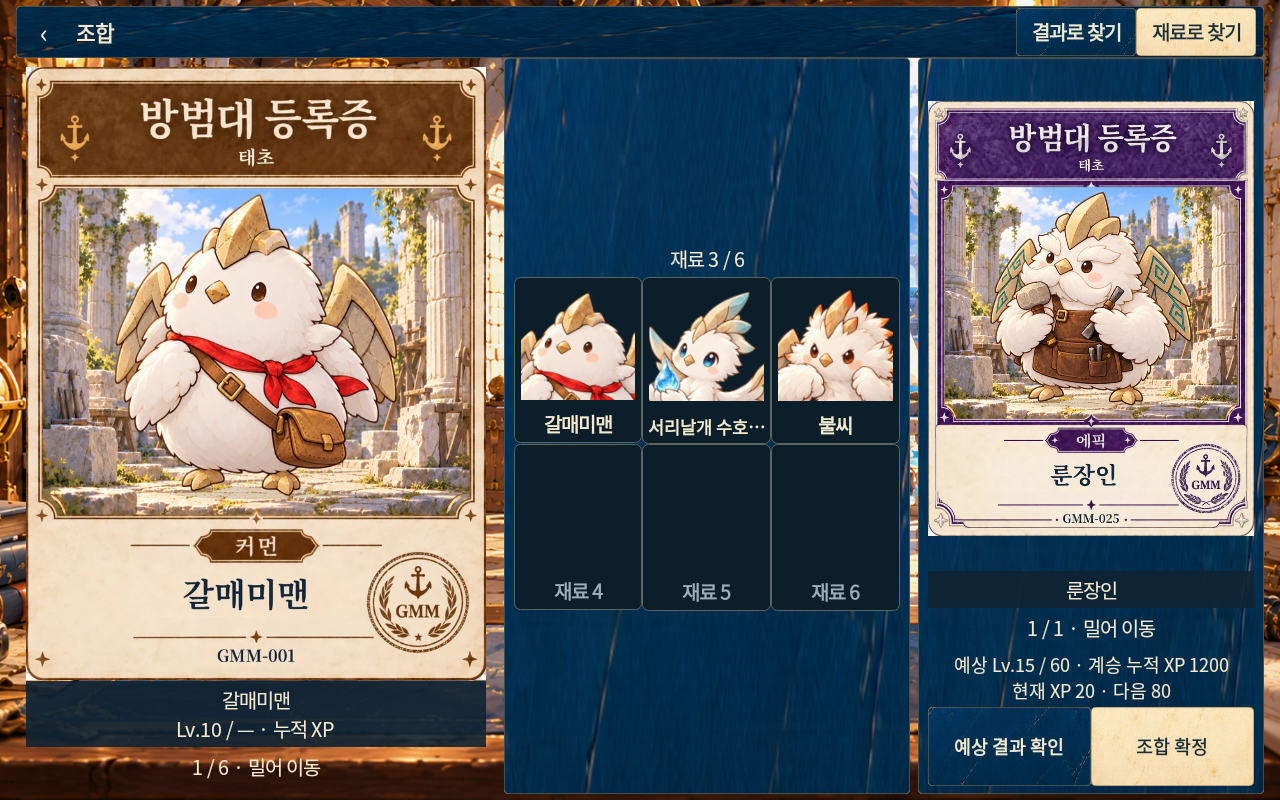 ‹ 조합
결과로 찾기
재료로 찾기
방범대 등록증
태초
커먼
갈매미맨
GMM
GMM-001
갈매미맨
Lv.10 / — · 누적 XP
1 / 6 · 밀어 이동
재료 3 / 6
갈매미맨
서리날개 수호…
불씨
재료 4
재료 5
재료 6
방범대 등록증
태초
에픽
룬장인
GMM
· GMM-025 ·
룬장인
1 / 1 · 밀어 이동
예상 Lv.15 / 60 · 계승 누적 XP 1200
현재 XP 20 · 다음 80
예상 결과 확인
조합 확정